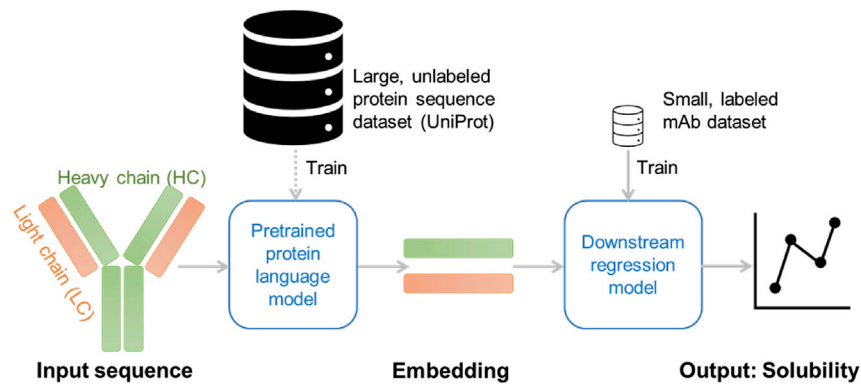 Large, unlabeled
protein sequence
dataset (UniProt)
Small, labeled
mAb dataset
Train
Train
Heavy chain (HC)
Light chain (LC)
Pretrained
protein
language
model
Downstream
regression
model
Input sequence
Embedding
Output: Solubility